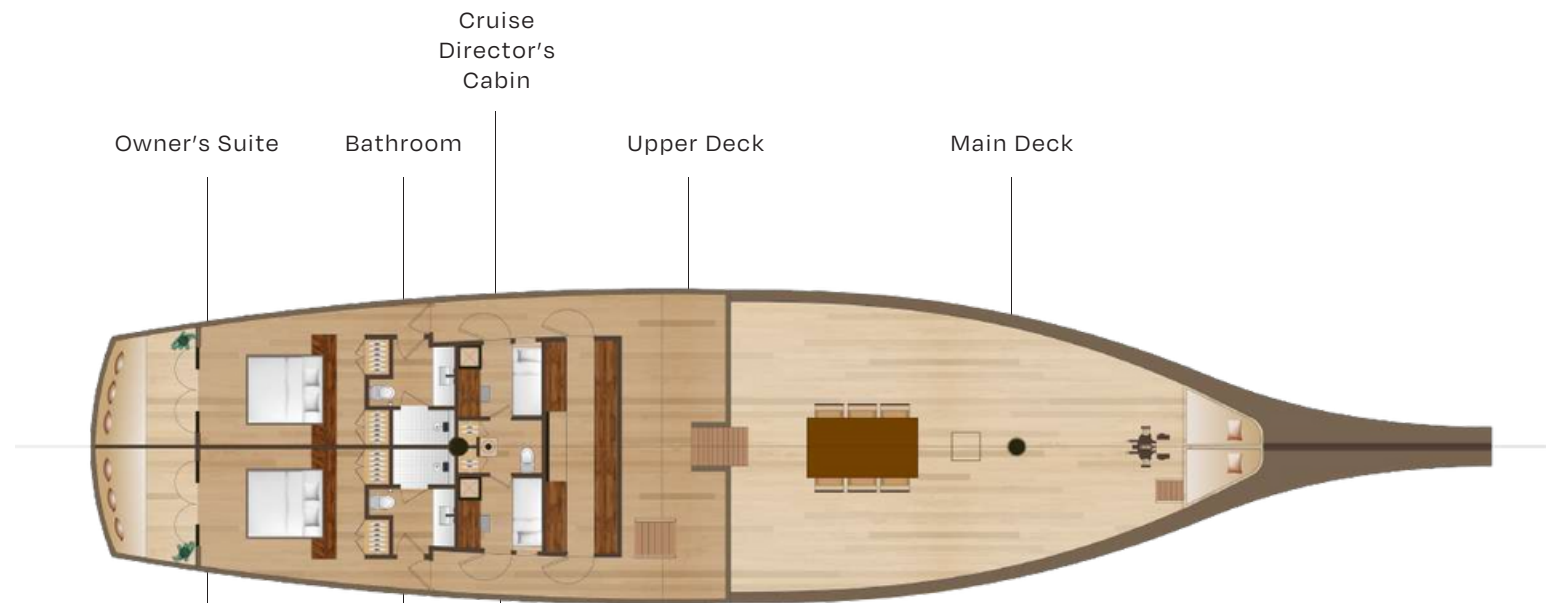 Cruise
Director's
Cabin
Owner's Suite
Bathroom
Upper Deck
Main Deck